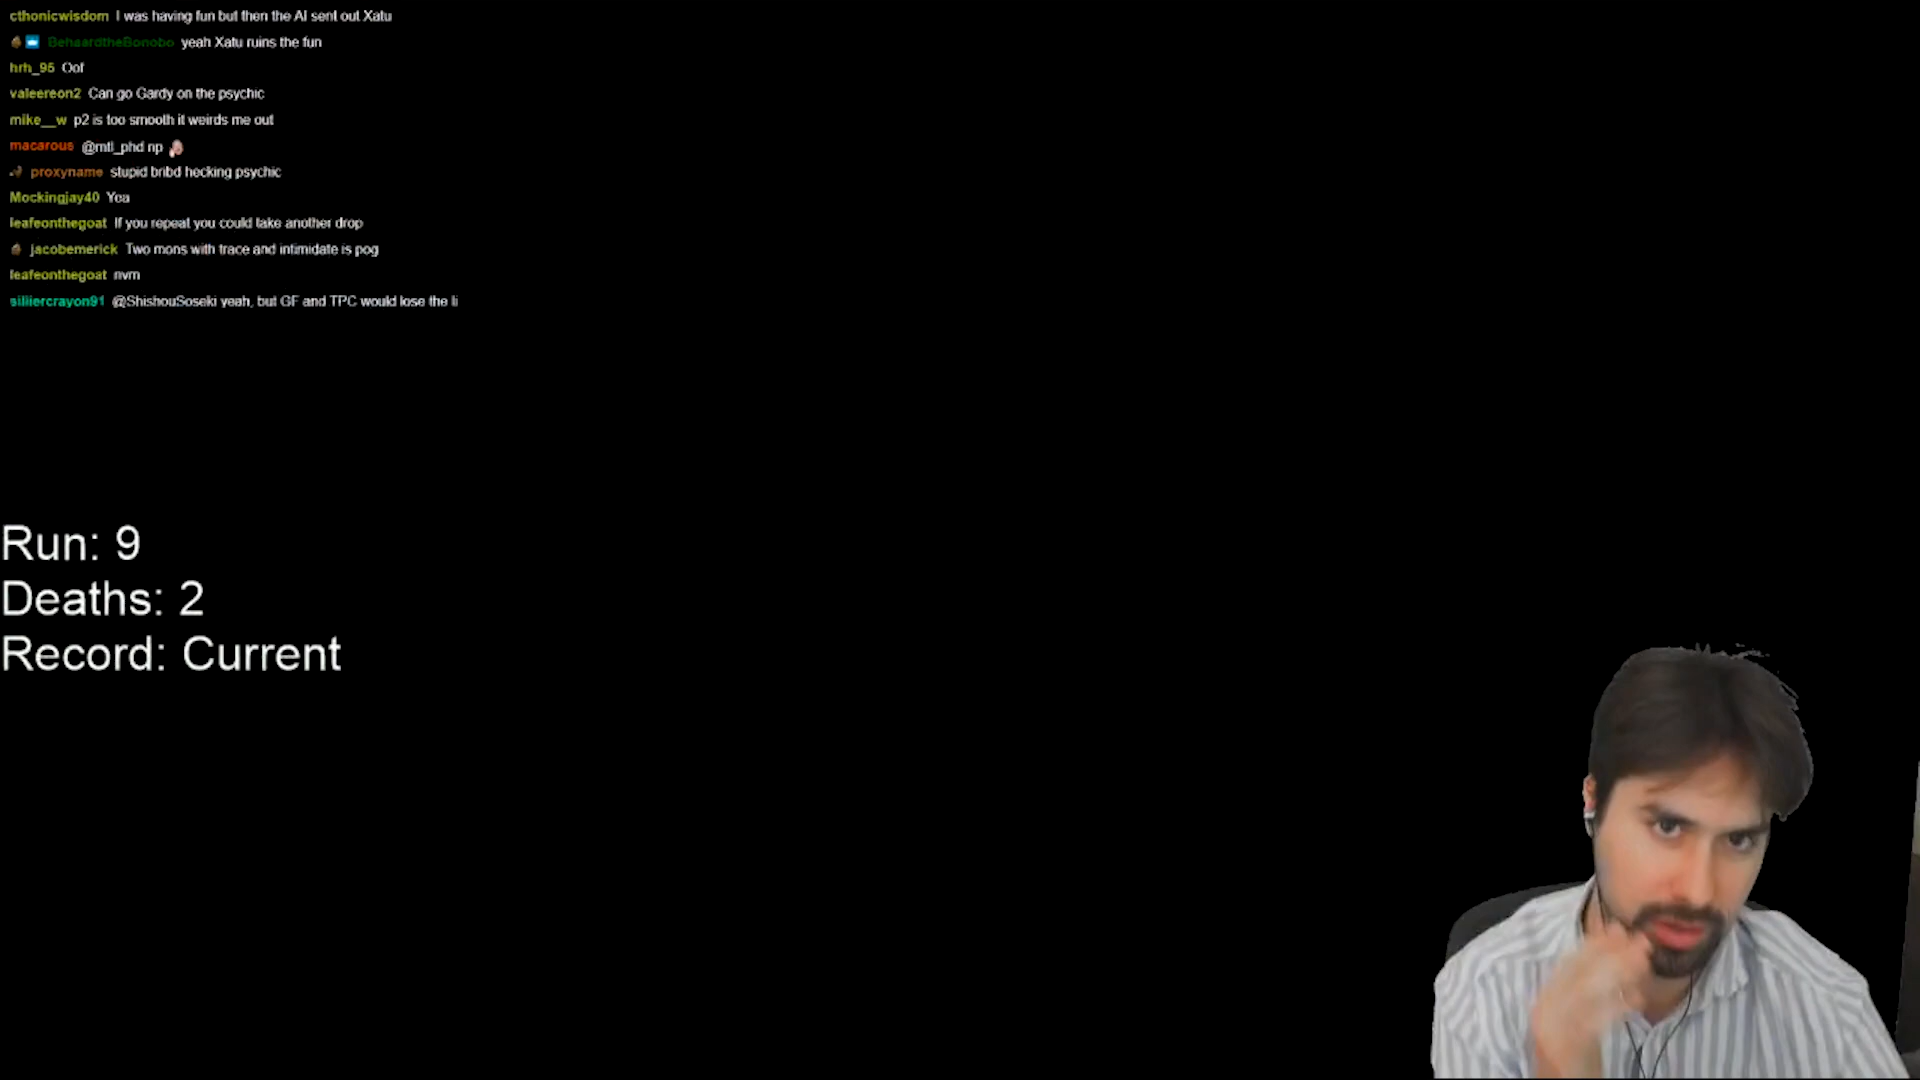 cthonicwisdom I was having fun but then the AI sent out Xatu
BehaardtheBonobo yeah Xatu ruins the fun
hrh_95 Oof
valeereon2 Can go Gardy on the psychic
mike__w p2 is too smooth it weirds me out
macarous @mtl_phd np
proxyname stupid bribd hecking psychic
Mockingjay40 Yea
leafeonthegoat If you repeat you could take another drop
jacobemerick Two mons with trace and intimidate is pog
leafeonthegoat nvm
silliercrayon91 @ShishouSoseki yeah, but GF and TPC would lose the li
Run: 9
Deaths: 2
Record: Current